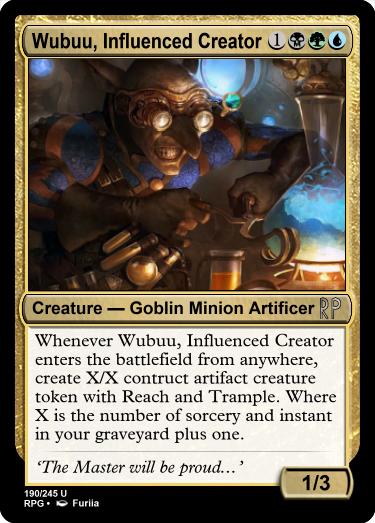 Wubuu, Influenced Creator 1
Creature — Goblin Minion Artificer RP
Whenever Wubuu, Influenced Creator
enters the battlefield from anywhere,
create X/X contruct artifact creature
token with Reach and Trample. Where
X is the number of sorcery and instant
in your graveyard plus one.
‘The Master will be proud…’
1/3
190/245 U
RPG • Furiia